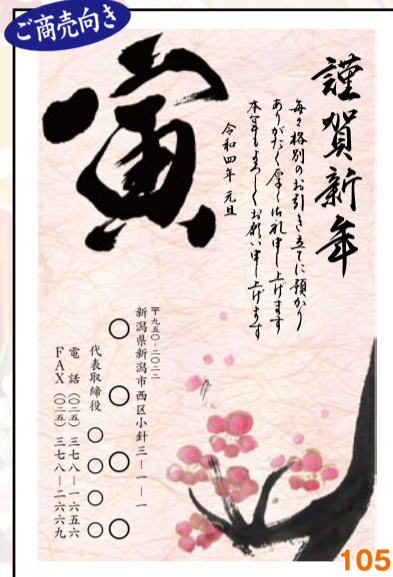 ご商売向き
謹賀新年
毎々格別のお引き立てに預かり
ありがたく厚く御礼申し上げます
本年もよろしくお願い申し上げます
令和四年 元旦
寅
〒九五〇-二〇二二
新潟県新潟市西区小針三-一-一
〇〇〇〇
代表取締役 〇〇〇〇
電話 (〇二五) 三七八-一六五六
FAX (〇二五) 三七八-二六六九
105